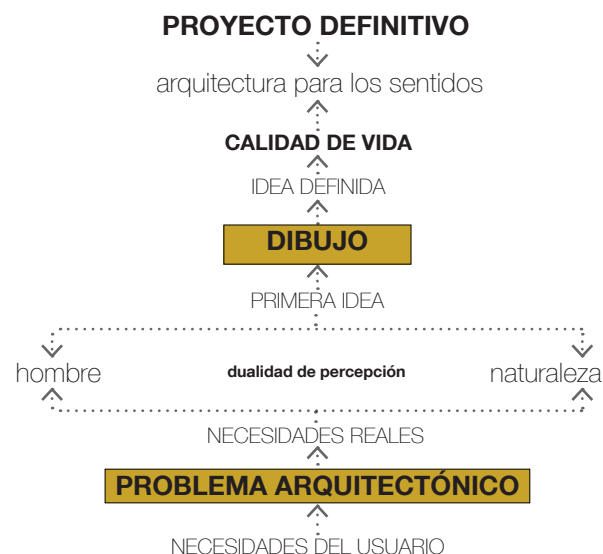 PROYECTO DEFINITIVO
arquitectura para los sentidos
CALIDAD DE VIDA
IDEA DEFINIDA
DIBUJO
PRIMERA IDEA
hombre
dualidad de percepción
naturaleza
NECESIDADES REALES
PROBLEMA ARQUITECTÓNICO
NECESIDADES DEL USUARIO